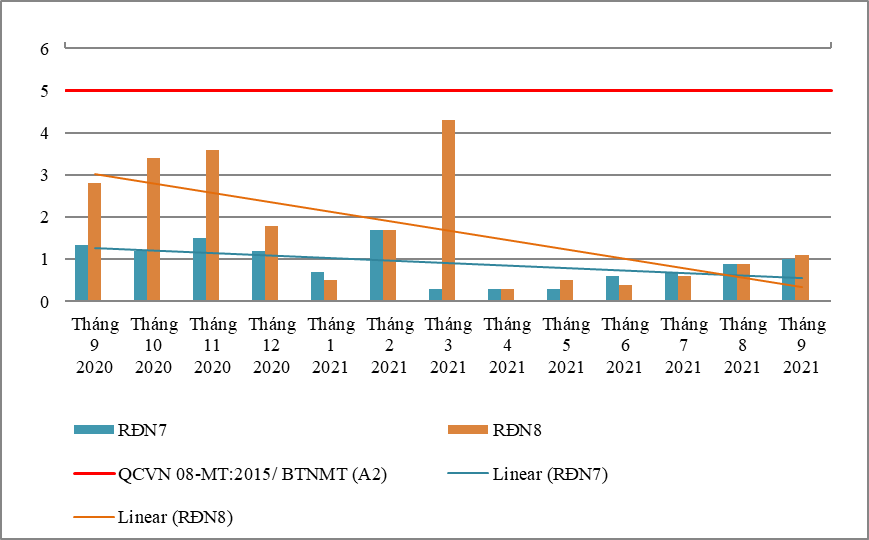 6
5
4
3
2
1
0
Tháng Tháng Tháng Tháng Tháng Tháng Tháng Tháng Tháng Tháng Tháng Tháng Tháng
9 10 11 12 1 2 3 4 5 6 7 8 9
2020 2020 2020 2020 2021 2021 2021 2021 2021 2021 2021 2021 2021
RĐN7 RĐN8
QCVN 08-MT:2015/ BTNMT (A2) Linear (RĐN7)
Linear (RĐN8)